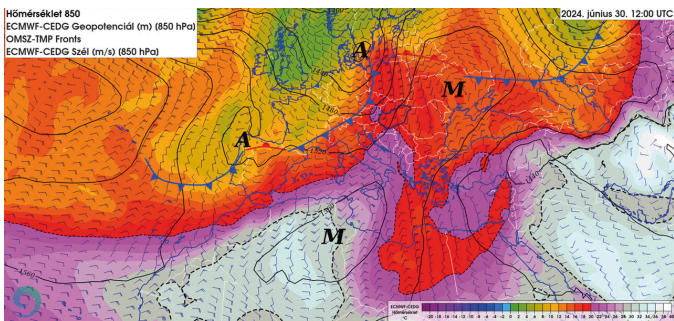 Hőmérséklet 850
ECMWF-CEDG Geopotenciál (m) (850 hPa)
OMSZ-TMP Fronts
ECMWF-CEDG Szél (m/s) (850 hPa)
2024. június 30. 12:00 UTC
A
M
A
M
1560
ECMWF-CEDG
Hőmérséklet
°C
-20 -18 -16 -14 -12 -10 -8 -6 -4 -2 0 2 4 6 8 10 12 14 16 18 20 22 24 26 28 30 32 34 36 38 40